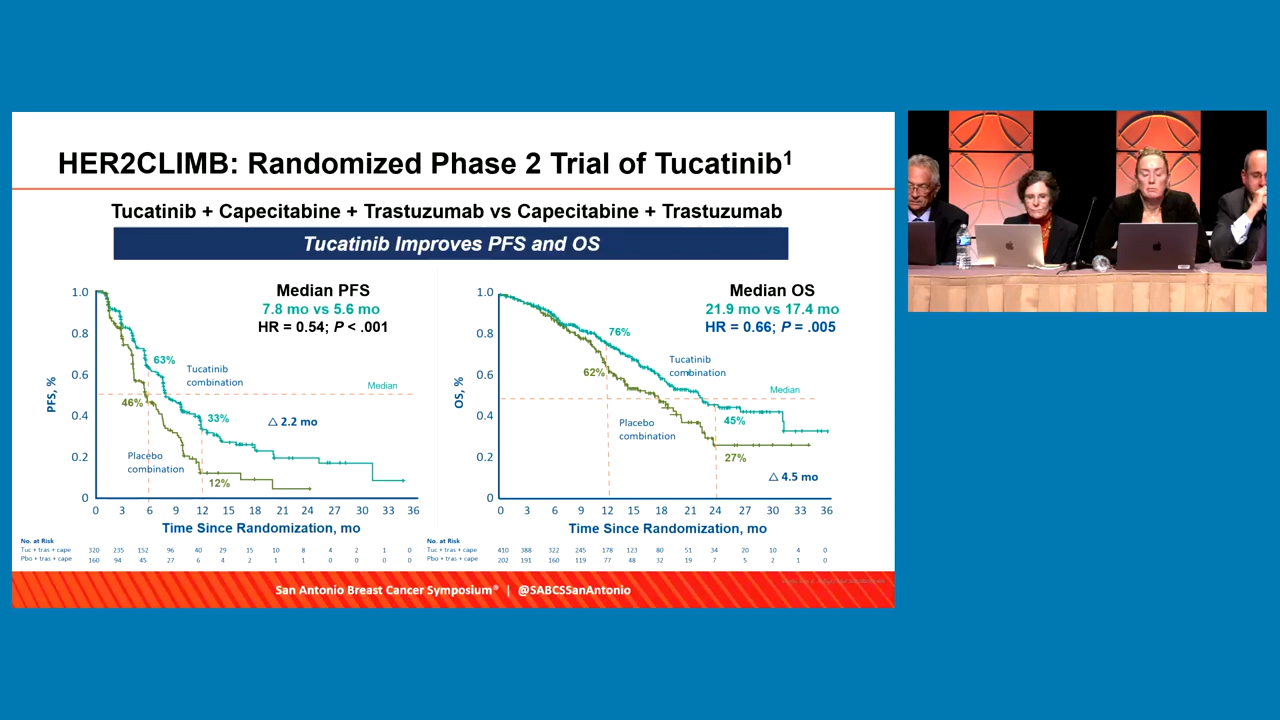 HER2CLIMB: Randomized Phase 2 Trial of Tucatinib¹
Tucatinib + Capecitabine + Trastuzumab vs Capecitabine + Trastuzumab
Tucatinib Improves PFS and OS
Median PFS
7.8 mo vs 5.6 mo
HR = 0.54; P < .001
PFS, %
1.0
0.8
0.6
0.4
0.2
0
63%
Tucatinib
combination
Median
46%
33%
△ 2.2 mo
Placebo
combination
12%
0 3 6 9 12 15 18 21 24 27 30 33 36
Time Since Randomization, mo
No. at Risk
Tuc + tras + cape 320 235 152 96 40 29 15 10 8 4 2 1 0
Pbo + tras + cape 160 94 45 27 6 4 2 1 1 0 0 0 0
Median OS
21.9 mo vs 17.4 mo
HR = 0.66; P = .005
OS, %
1.0
0.8
0.6
0.4
0.2
0
76%
Tucatinib
combination
62%
Median
Placebo
combination
45%
27%
△ 4.5 mo
0 3 6 9 12 15 18 21 24 27 30 33 36
Time Since Randomization, mo
No. at Risk
Tuc + tras + cape 410 388 322 245 178 123 80 51 34 20 10 4 0
Pbo + tras + cape 202 191 160 119 77 48 32 19 7 5 2 1 0
San Antonio Breast Cancer Symposium® | @SABCSSanAntonio